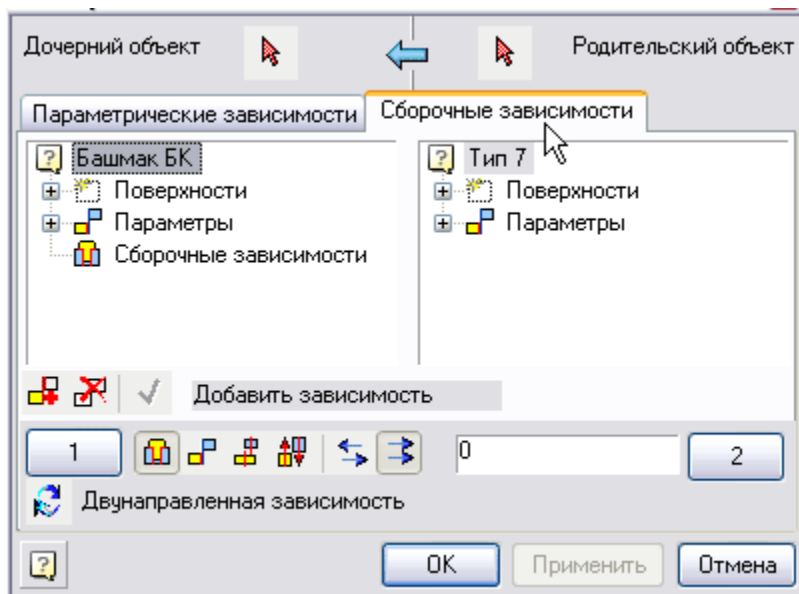 Дочерний объект Родительский объект
Параметрические зависимости Сборочные зависимости
Башмак БК Тип 7
Поверхности Поверхности
Параметры Параметры
Сборочные зависимости
Добавить зависимость
1 0 2
Двунаправленная зависимость
OK Применить Отмена